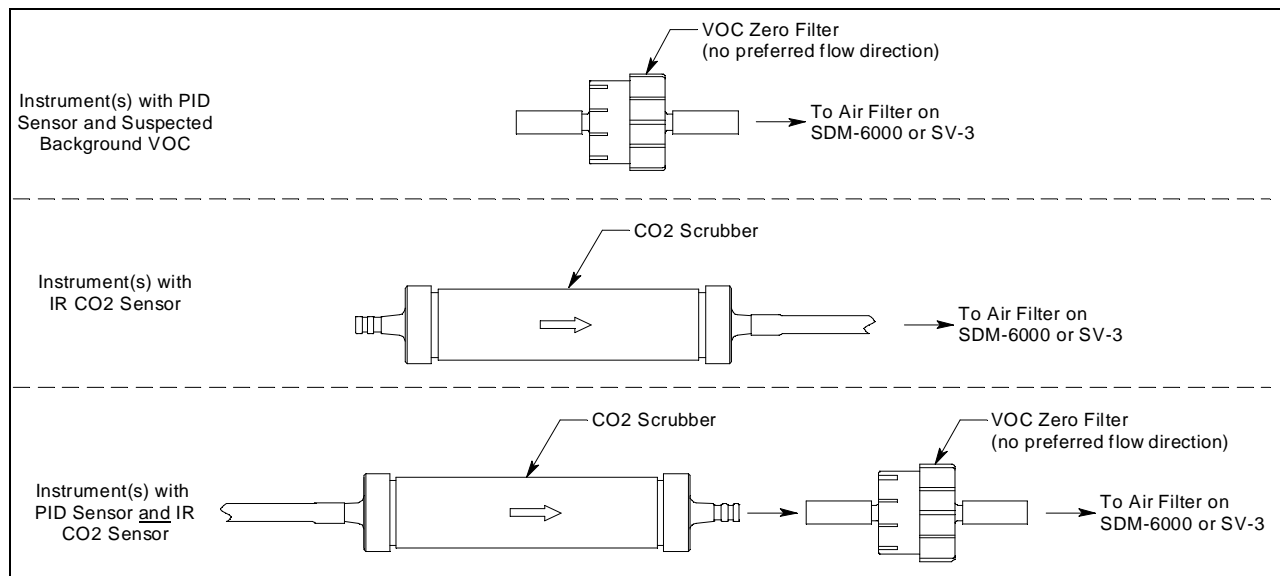 VOC Zero Filter
(no preferred flow direction)
Instrument(s) with PID
Sensor and Suspected
Background VOC
To Air Filter on
SDM-6000 or SV-3
CO2 Scrubber
Instrument(s) with
IR CO2 Sensor
To Air Filter on
SDM-6000 or SV-3
CO2 Scrubber
VOC Zero Filter
(no preferred flow direction)
Instrument(s) with
PID Sensor and IR
CO2 Sensor
To Air Filter on
SDM-6000 or SV-3